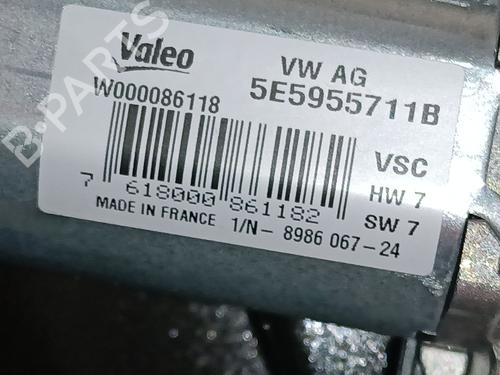 Valeo
VW AG
W000086118
5E5955711B
VSC
HW 7
SW 7
7 618000 861182
MADE IN FRANCE 1/N- 8986 067-24
B-PARTS